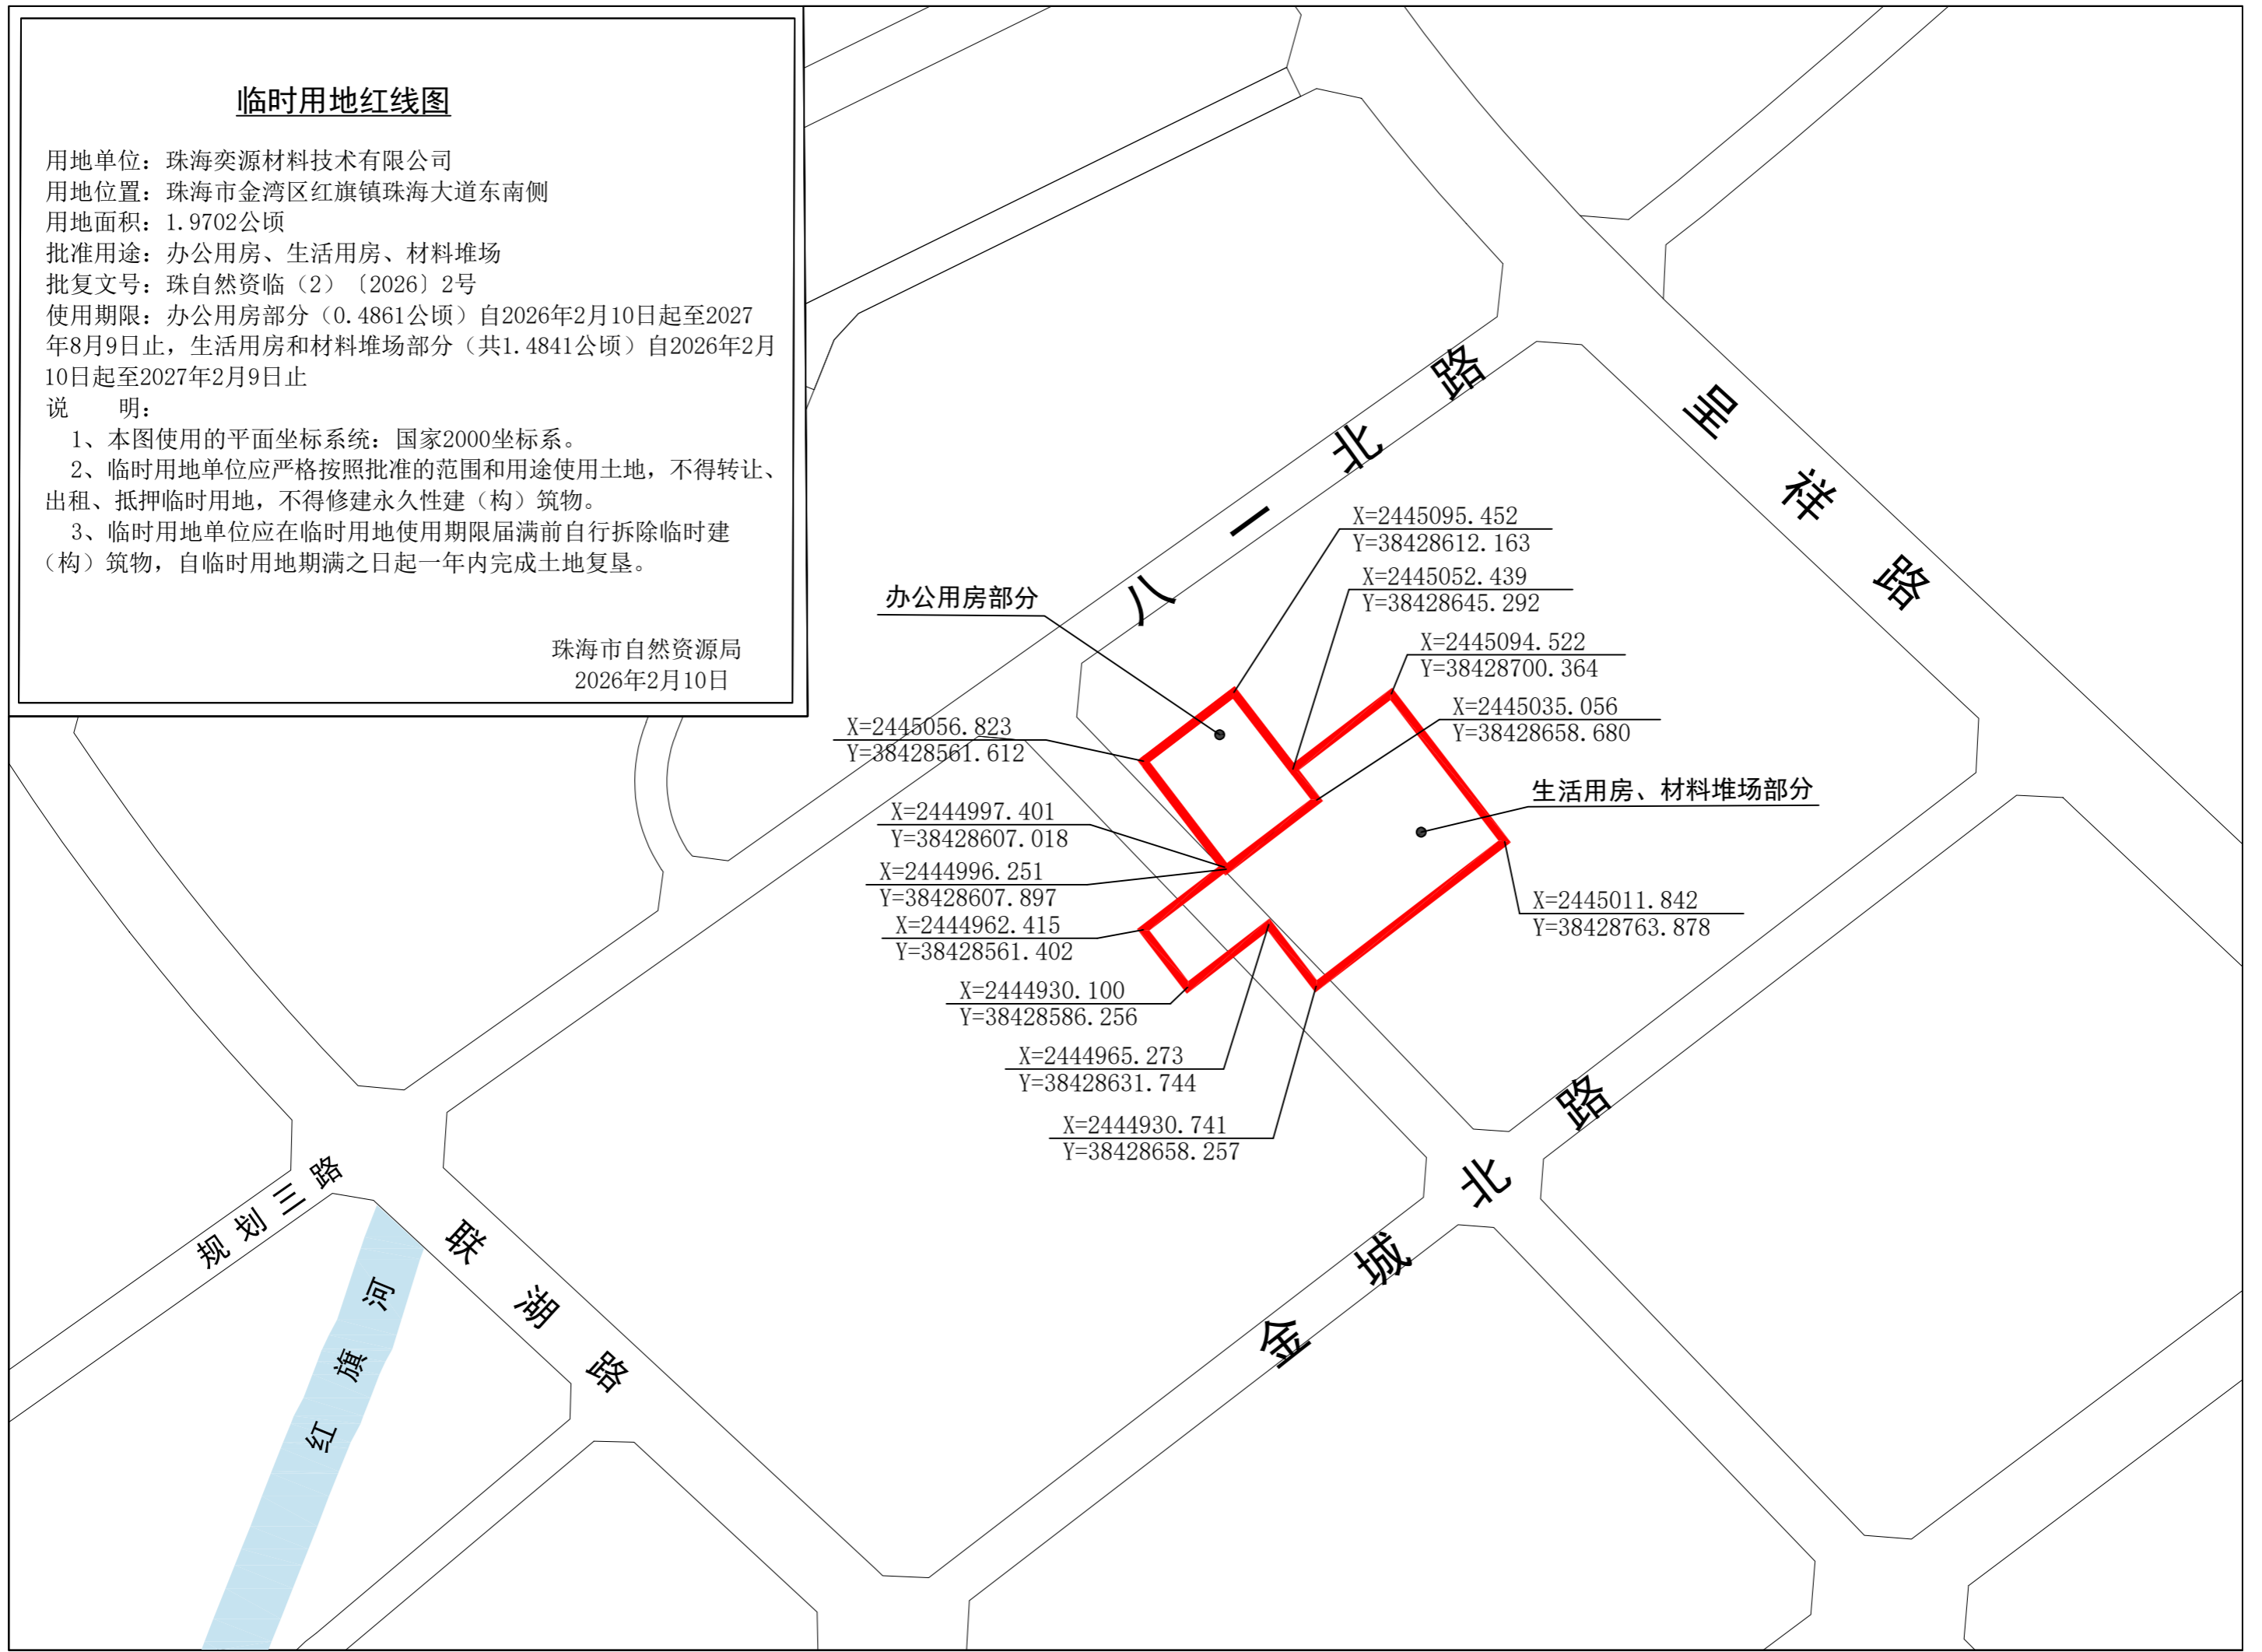 临时用地红线图
用地单位：珠海奕源材料技术有限公司
用地位置：珠海市金湾区红旗镇珠海大道东南侧
用地面积：1.9702公顷
批准用途：办公用房、生活用房、材料堆场
批复文号：珠自然资临（2）〔2026〕2号
使用期限：办公用房部分（0.4861公顷）自2026年2月10日起至2027
年8月9日止，生活用房和材料堆场部分（共1.4841公顷）自2026年2月
10日起至2027年2月9日止
说　　明：
1、本图使用的平面坐标系统：国家2000坐标系。
2、临时用地单位应严格按照批准的范围和用途使用土地，不得转让、
出租、抵押临时用地，不得修建永久性建（构）筑物。
3、临时用地单位应在临时用地使用期限届满前自行拆除临时建
（构）筑物，自临时用地期满之日起一年内完成土地复垦。
珠海市自然资源局
2026年2月10日
八一北路
呈祥路
X=2445095.452
Y=38428612.163
X=2445052.439
Y=38428645.292
办公用房部分
X=2445094.522
Y=38428700.364
X=2445035.056
Y=38428658.680
X=2445056.823
Y=38428561.612
生活用房、材料堆场部分
X=2444997.401
Y=38428607.018
X=2444996.251
Y=38428607.897
X=2445011.842
Y=38428763.878
X=2444962.415
Y=38428561.402
X=2444930.100
Y=38428586.256
X=2444965.273
Y=38428631.744
X=2444930.741
Y=38428658.257
金城北路
规划三路
联湖路
红旗河